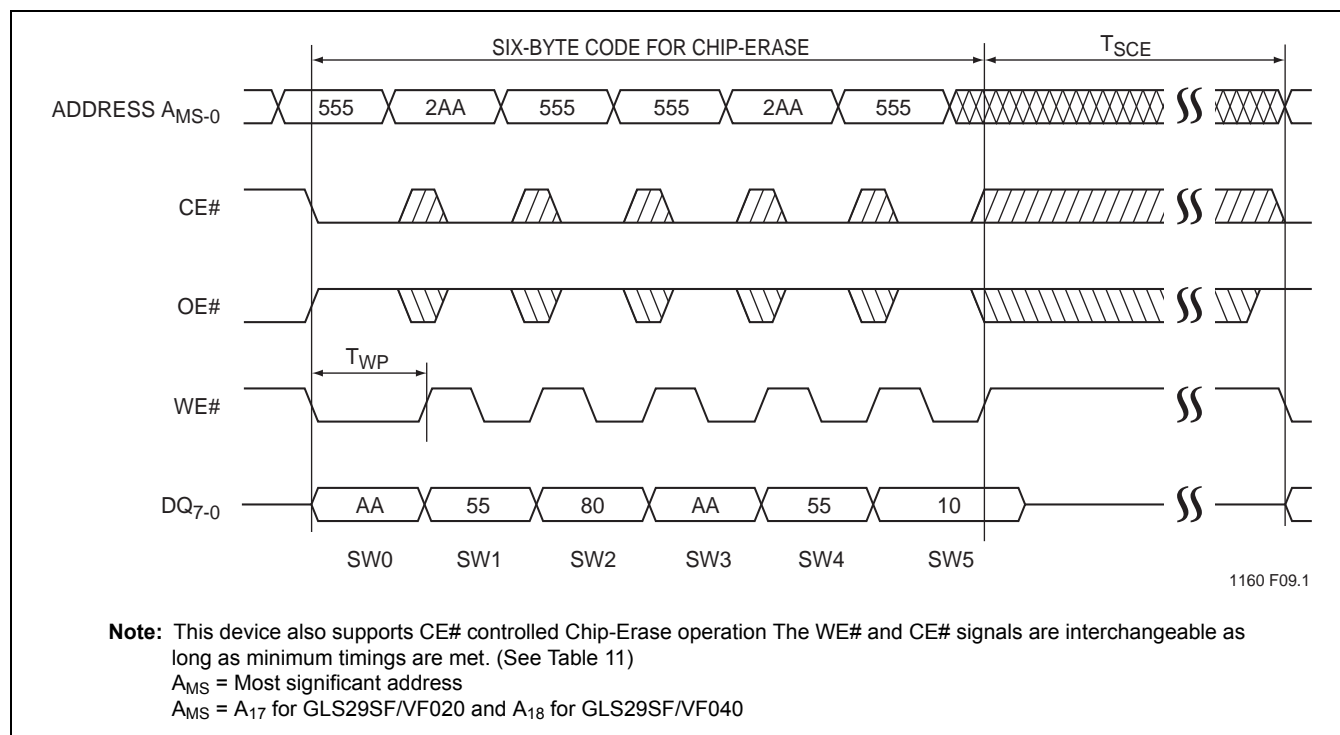 SIX-BYTE CODE FOR CHIP-ERASE TSCE
ADDRESS AMS-0 555 2AA 555 555 2AA 555
CE#
OE#
TWP
WE#
DQ7-0 AA 55 80 AA 55 10
SW0 SW1 SW2 SW3 SW4 SW5
1160 F09.1
Note: This device also supports CE# controlled Chip-Erase operation The WE# and CE# signals are interchangeable as
long as minimum timings are met. (See Table 11)
AMS = Most significant address
AMS = A17 for GLS29SF/VF020 and A18 for GLS29SF/VF040